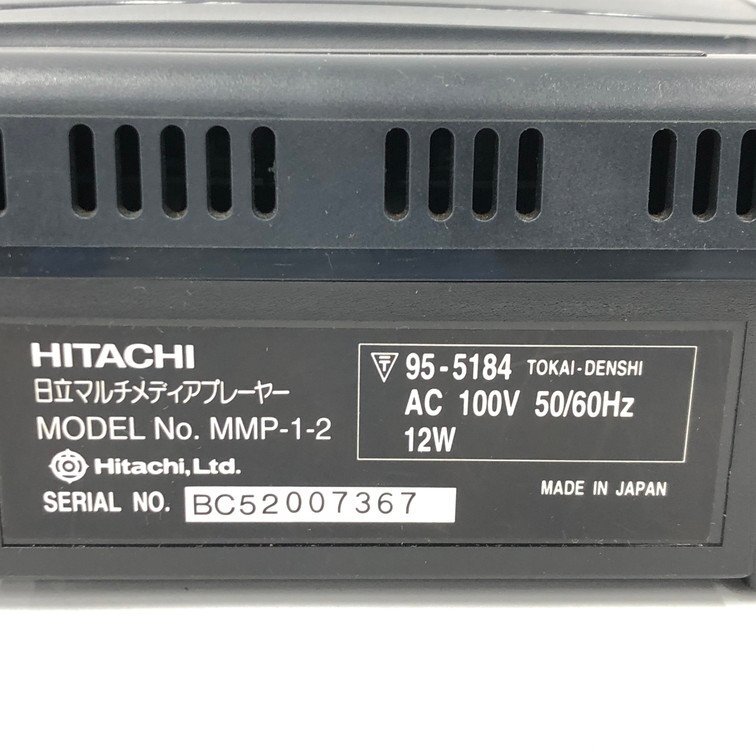 HITACHI
日立マルチメディアプレーヤー
MODEL No. MMP-1-2
Hitachi, Ltd.
SERIAL NO. BC52007367
〒 95-5184 TOKAI-DENSHI
AC 100V 50/60Hz
12W
MADE IN JAPAN